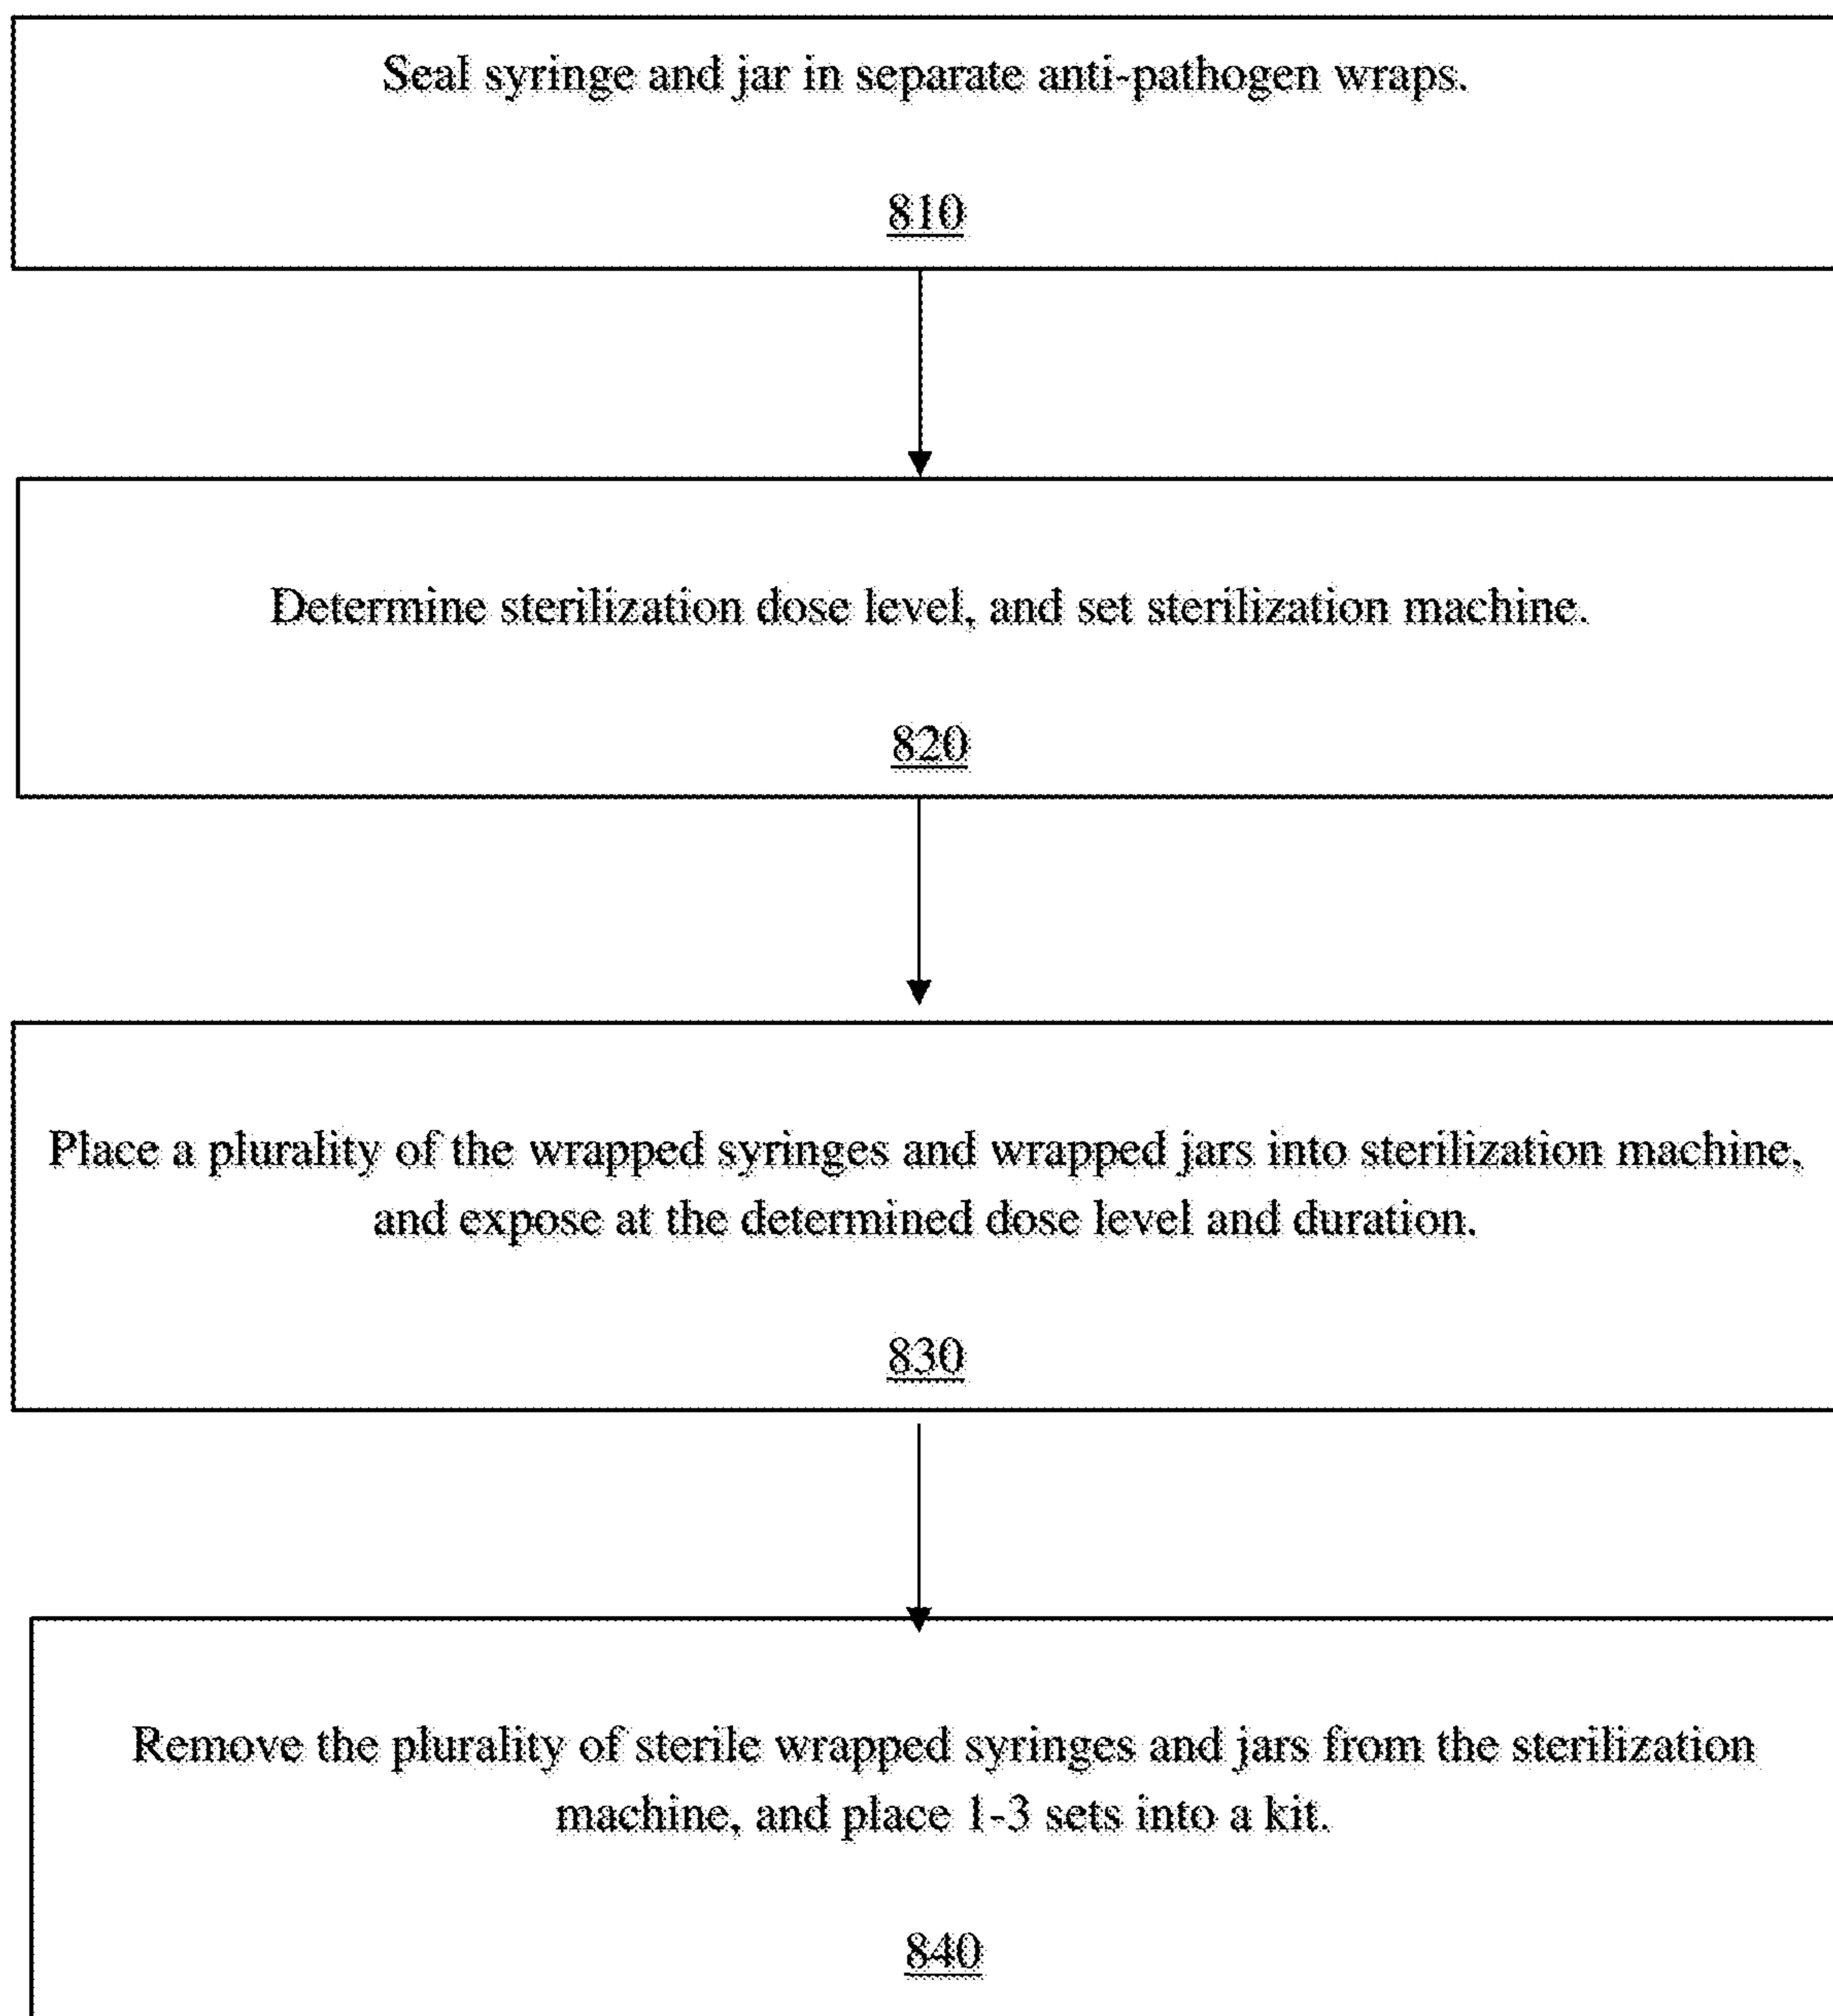 Seal syringe and jar in separate anti-pathogen wraps.
810
Determine sterilization dose level, and set sterilization machine.
820
Place a plurality of the wrapped syringes and wrapped jars into sterilization machine,
and expose at the determined dose level and duration.
830
Remove the plurality of sterile wrapped syringes and jars from the sterilization
machine, and place 1-3 sets into a kit.
840